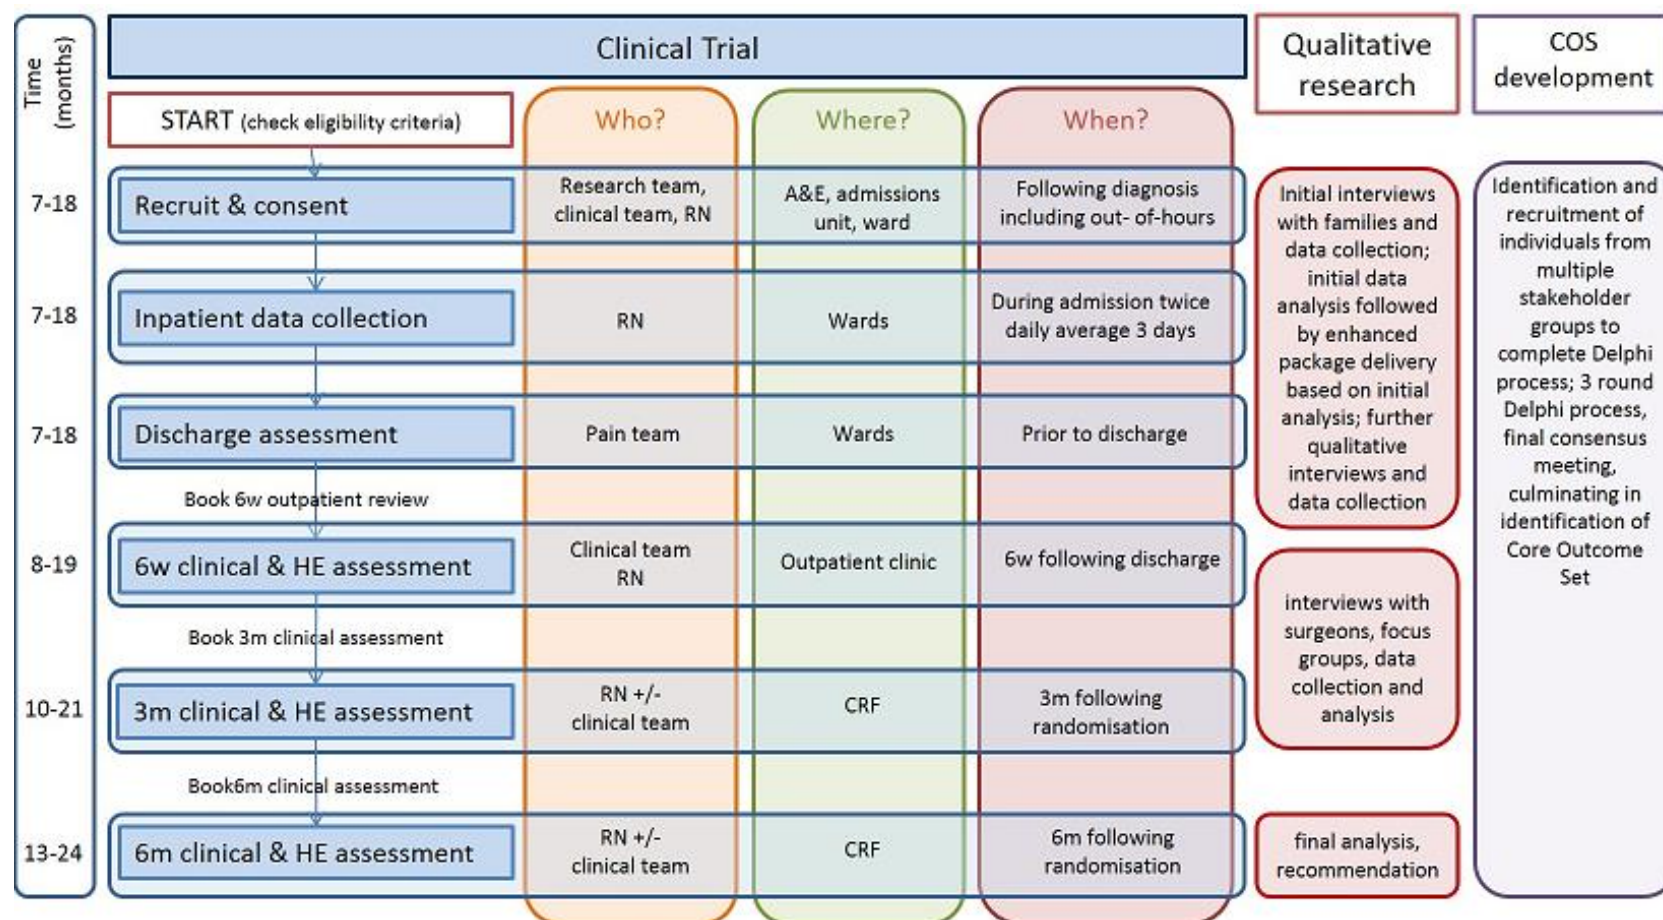 Time
(months)
Clinical Trial
Qualitative
research
COS
development
START (check eligibility criteria)
Who?
Where?
When?
7-18
Recruit & consent
Research team,
clinical team, RN
A&E, admissions
unit, ward
Following diagnosis
including out- of-hours
7-18
Inpatient data collection
RN
Wards
During admission twice
daily average 3 days
7-18
Discharge assessment
Pain team
Wards
Prior to discharge
Book 6w outpatient review
8-19
6w clinical & HE assessment
Clinical team
RN
Outpatient clinic
6w following discharge
Book 3m clinical assessment
10-21
3m clinical & HE assessment
RN +/-
clinical team
CRF
3m following
randomisation
Book6m clinical assessment
13-24
6m clinical & HE assessment
RN +/-
clinical team
CRF
6m following
randomisation
Initial interviews
with families and
data collection;
initial data
analysis followed
by enhanced
package delivery
based on initial
analysis; further
qualitative
interviews and
data collection
interviews with
surgeons, focus
groups, data
collection and
analysis
final analysis,
recommendation
Identification and
recruitment of
individuals from
multiple
stakeholder
groups to
complete Delphi
process; 3 round
Delphi process,
final consensus
meeting,
culminating in
identification of
Core Outcome
Set